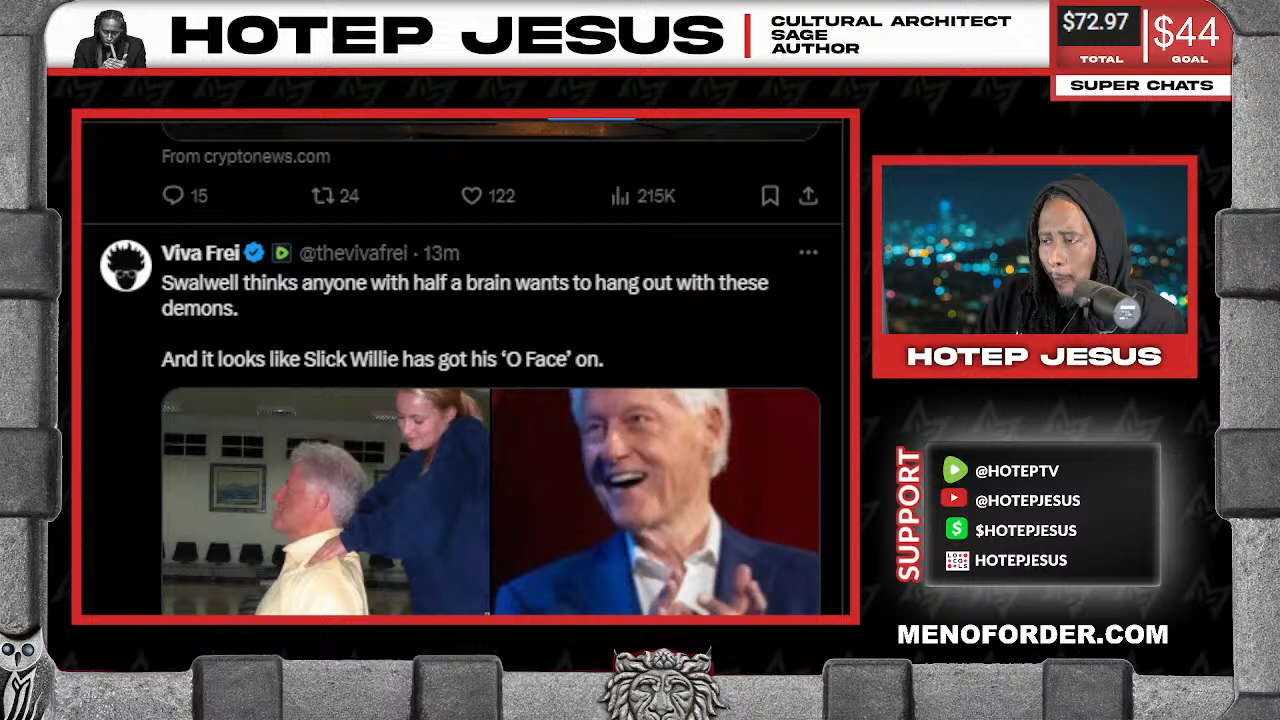 HOTEP JESUS
CULTURAL ARCHITECT
SAGE
AUTHOR
$72.97
TOTAL
$44
GOAL
SUPER CHATS
From cryptonews.com
15
24
122
215K
Viva Frei @thevivafrei · 13m
Swalwell thinks anyone with half a brain wants to hang out with these
demons.
And it looks like Slick Willie has got his ‘O Face’ on.
HOTEP JESUS
SUPPORT
@HOTEPTV
@HOTEPJESUS
$HOTEPJESUS
LOCALS
HOTEPJESUS
MENOFORDER.COM